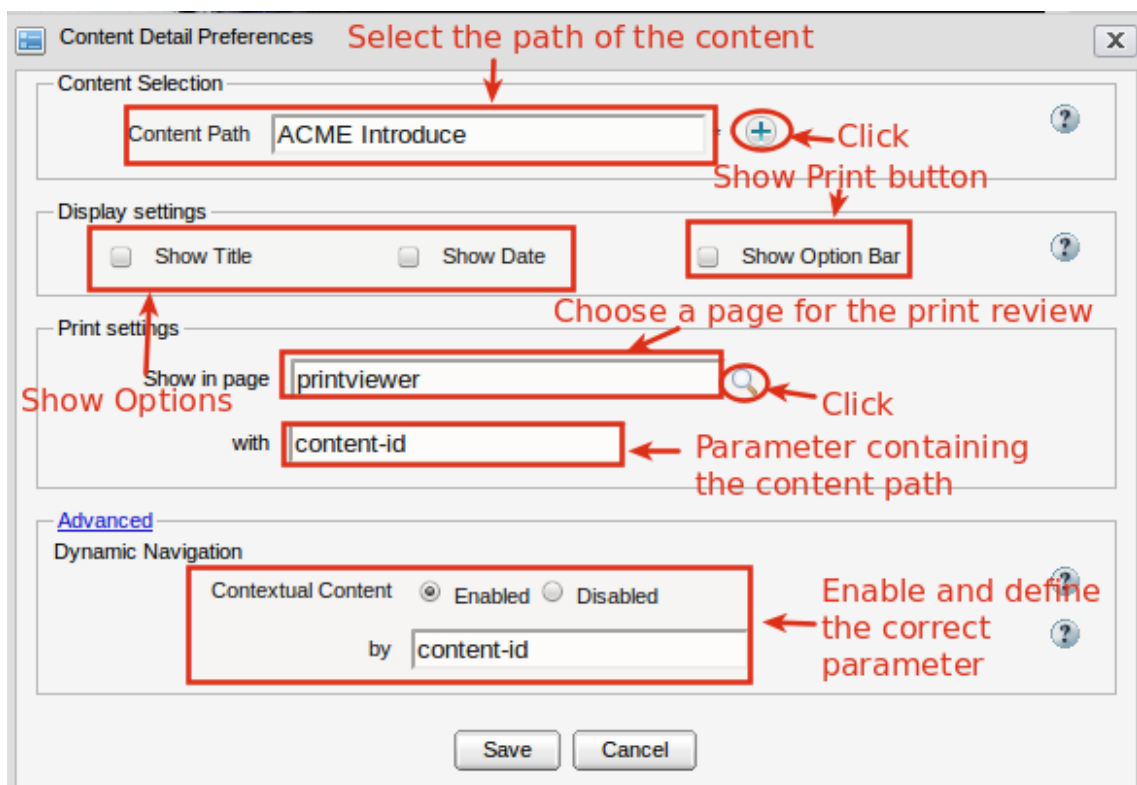 Content Detail Preferences
Select the path of the content
X
Content Selection
Content Path ACME Introduce *
?
Click
Show Print button
Display settings
Show Title Show Date Show Option Bar
?
Choose a page for the print review
Print settings
Show in page printviewer
Show Options
Click
with content-id
Parameter containing
the content path
Advanced
Dynamic Navigation
Contextual Content Enabled Disabled
?
by content-id
?
Enable and define
the correct
parameter
Save Cancel